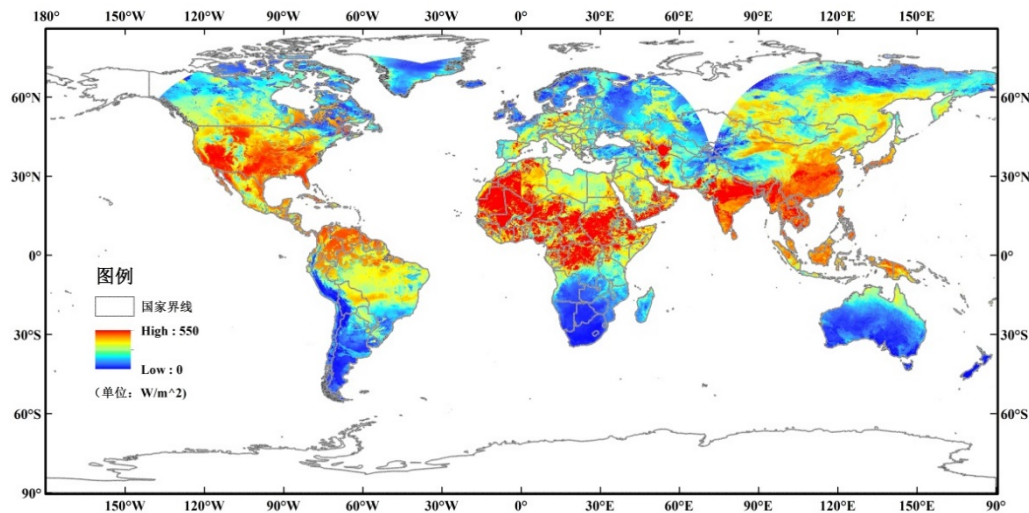 180° 150°W 120°W 90°W 60°W 30°W 0° 30°E 60°E 90°E 120°E 150°E
60°N 60°N
30°N 30°N
0° 0°
图例
国家界线
High : 550
30°S 30°S
Low : 0
(单位: W/m^2)
60°S 60°S
90° 90°
150°W 120°W 90°W 60°W 30°W 0° 30°E 60°E 90°E 120°E 150°E